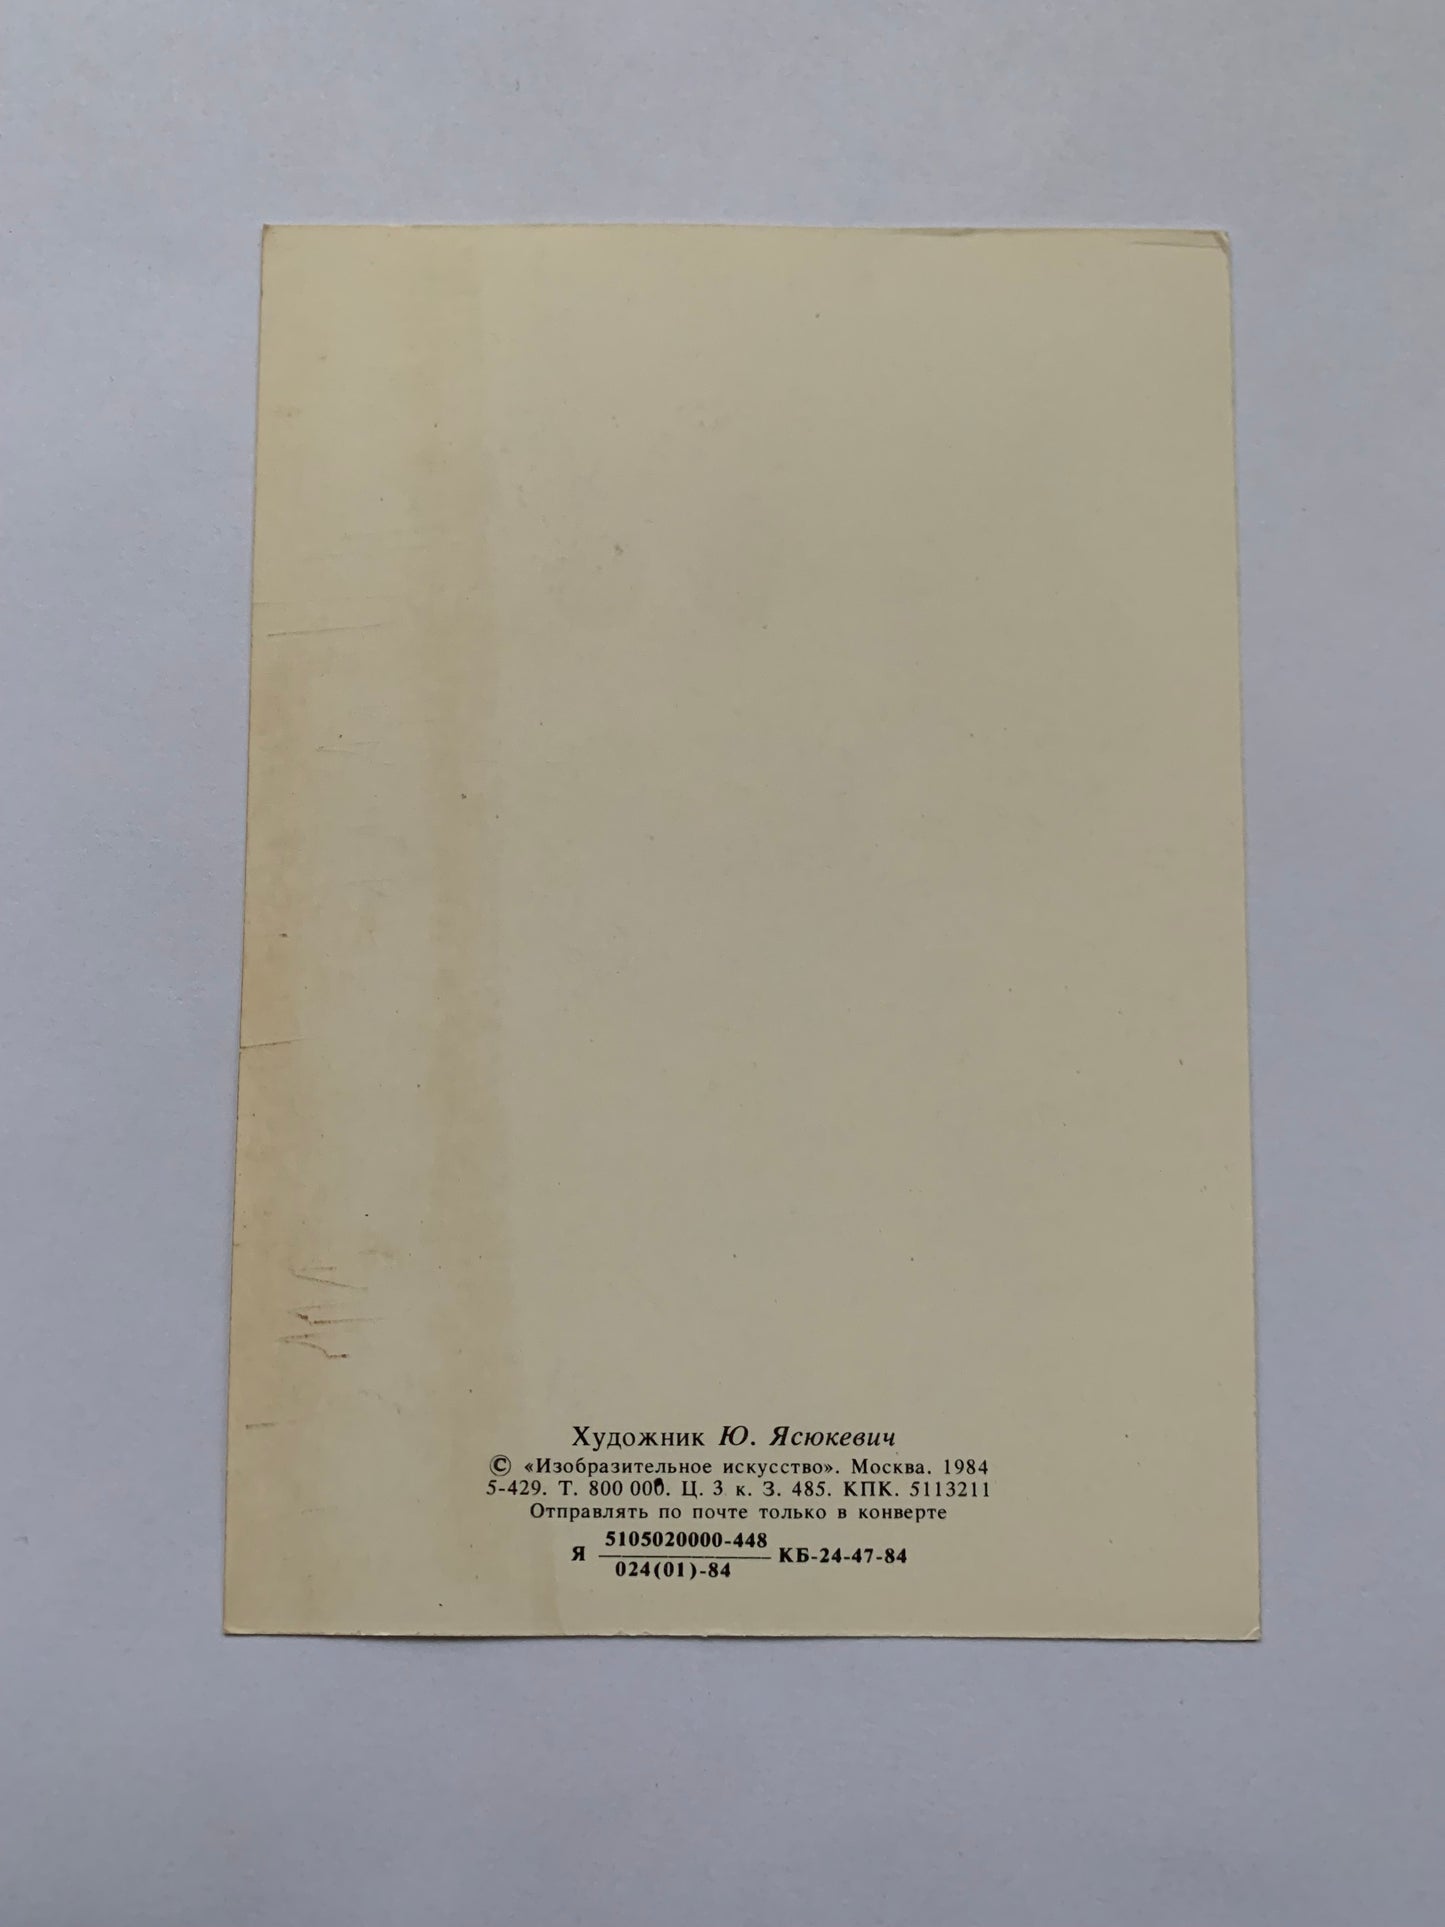 Художник Ю. Ясюкевич
© «Изобразительное искусство». Москва. 1984
5-429. Т. 800 000. Ц. 3 к. З. 485. КПК. 5113211
Отправлять по почте только в конверте
5105020000-448
Я КБ-24-47-84
024(01)-84